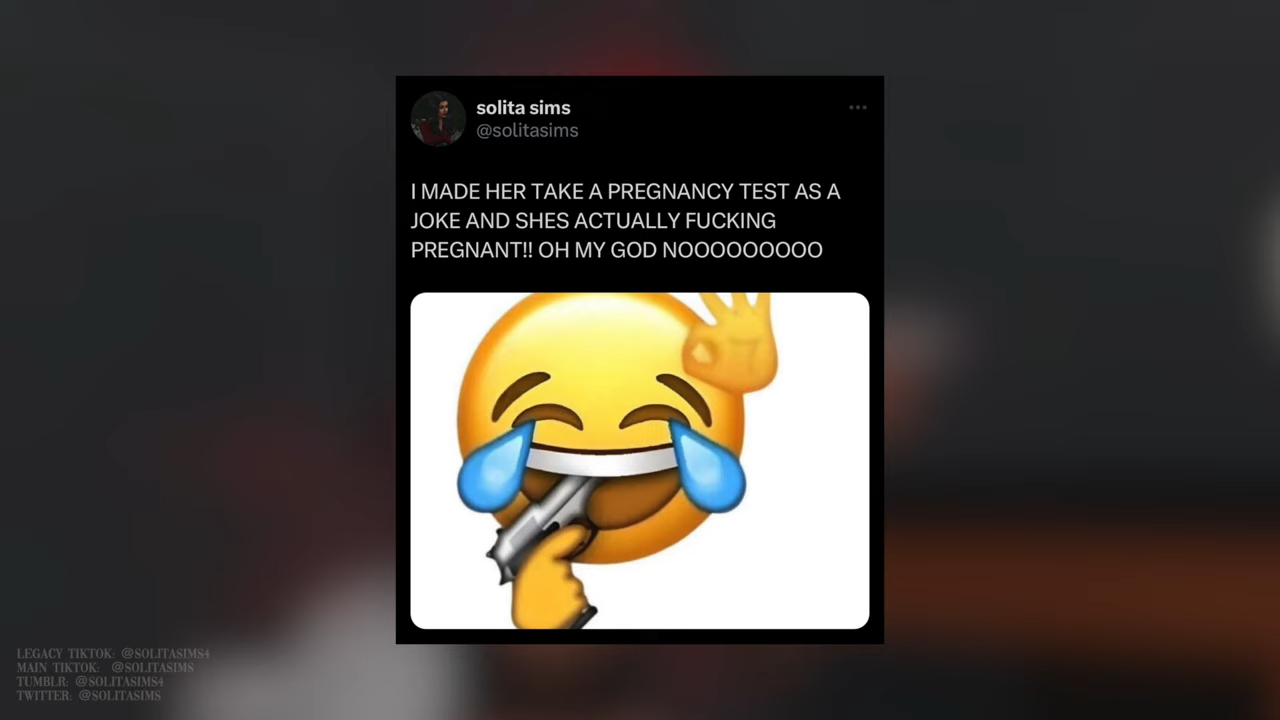 solita sims
@solitasims
I MADE HER TAKE A PREGNANCY TEST AS A
JOKE AND SHES ACTUALLY FUCKING
PREGNANT!! OH MY GOD NOOOOOOOOO
LEGACY TIKTOK: @SOLITASIMS4
MAIN TIKTOK: @SOLITASIMS
TUMBLR: @SOLITASIMS4
TWITTER: @SOLITASIMS